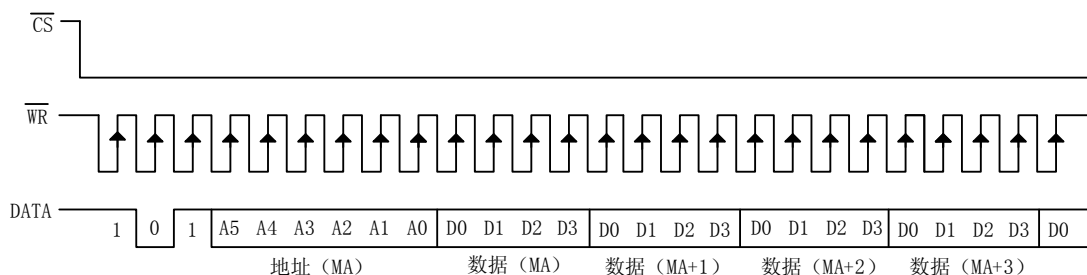 CS
WR
DATA 1 0 1 A5 A4 A3 A2 A1 A0 D0 D1 D2 D3 D0 D1 D2 D3 D0 D1 D2 D3 D0 D1 D2 D3 D0
地址（MA） 数据（MA） 数据（MA+1） 数据（MA+2） 数据（MA+3）